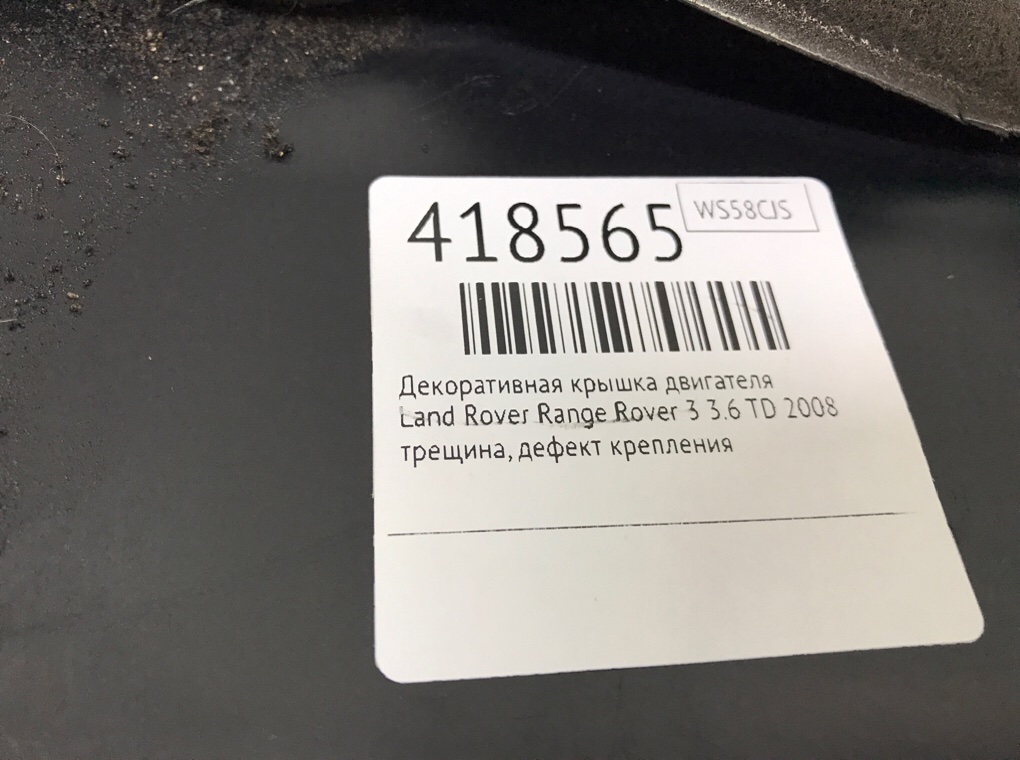 418565
WS58CJS
Декоративная крышка двигателя
Land Rover Range Rover 3 3.6 TD 2008
трещина, дефект крепления